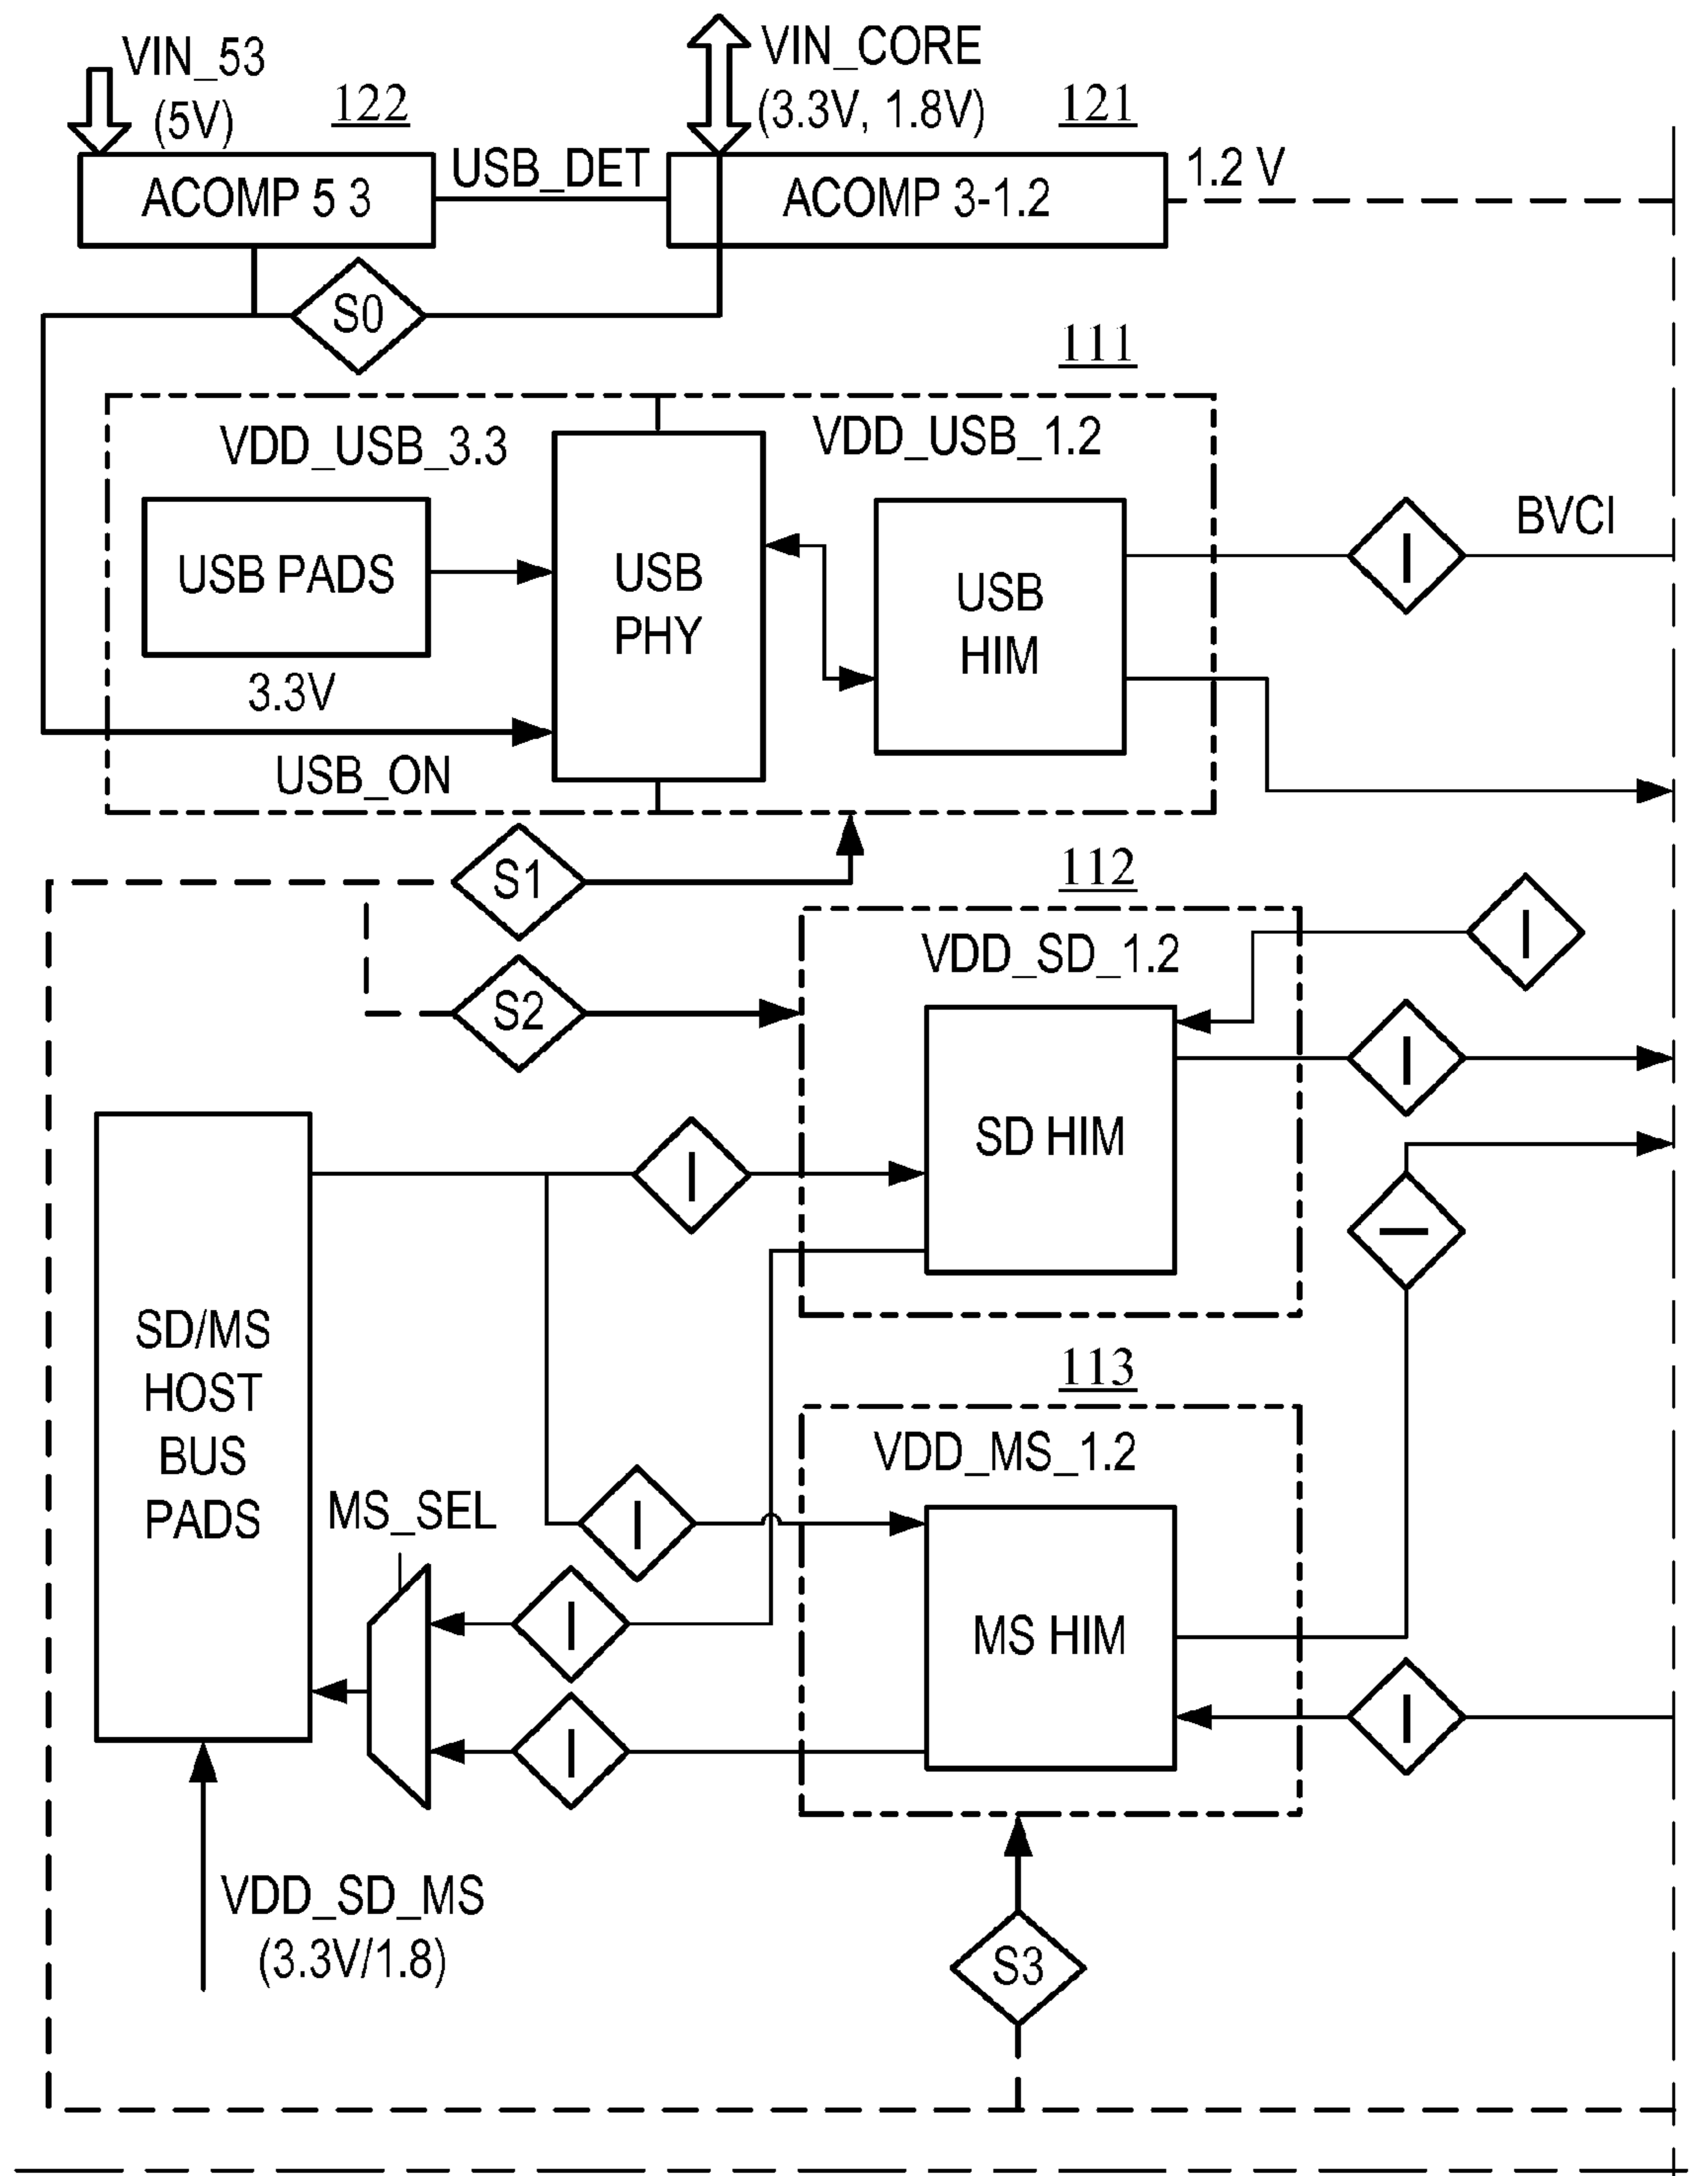 VIN_53
(5V)
122
VIN_CORE
(3.3V, 1.8V)
121
ACOMP 5 3
USB_DET
ACOMP 3-1.2
1.2 V
S0
111
VDD_USB_3.3
VDD_USB_1.2
USB PADS
USB
PHY
USB
HIM
I
BVCI
3.3V
USB_ON
S1
112
VDD_SD_1.2
I
S2
I
SD HIM
I
I
SD/MS
HOST
BUS
PADS
113
VDD_MS_1.2
MS_SEL
I
I
MS HIM
I
I
VDD_SD_MS
(3.3V/1.8)
S3